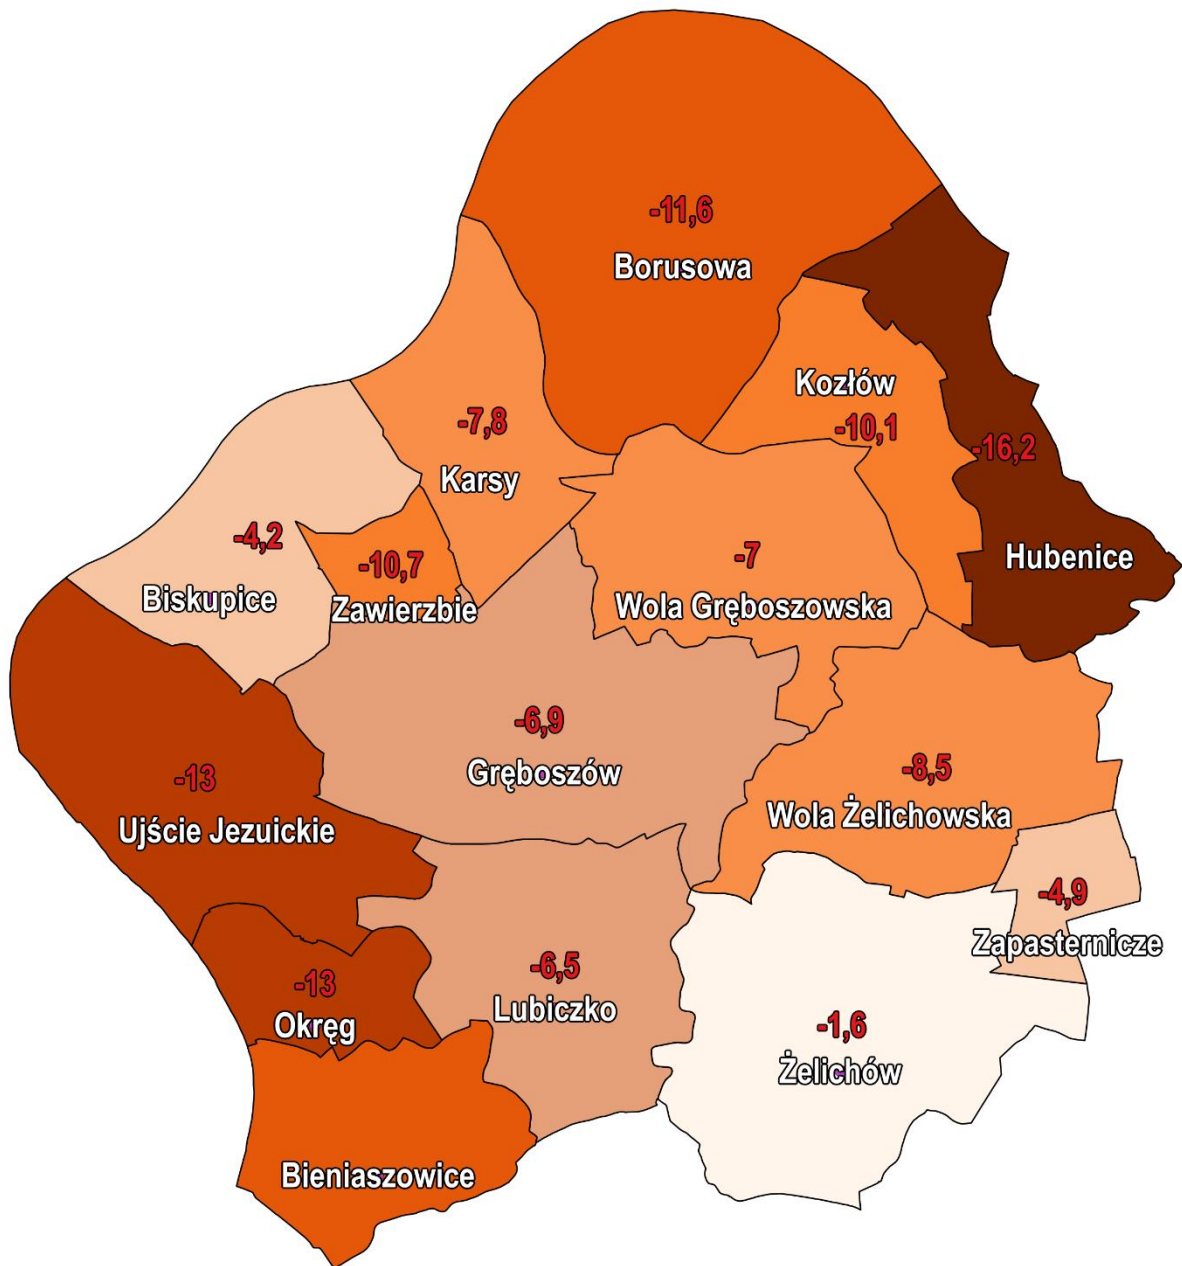 -11,6
Borusowa
Kozłów
-10,1
-7,8
Karsy
-16,2
Hubenice
-4,2
Biskupice
-10,7
Zawierzbie
-7
Wola Gręboszowska
-6,9
Gręboszów
-13
Ujście Jezuickie
-8,5
Wola Żelichowska
-4,9
Zapasternicze
-13
Okręg
-6,5
Lubiczko
-1,6
Żelichów
Bieniaszowice